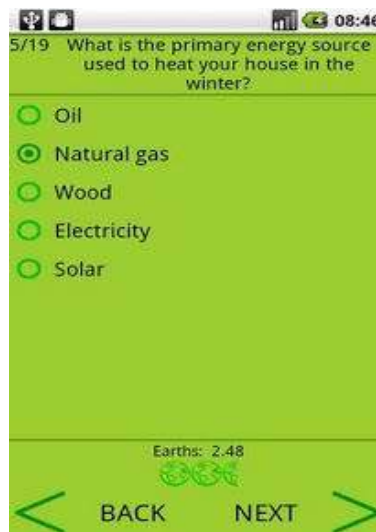 08:46
5/19 What is the primary energy source
used to heat your house in the
winter?
Oil
Natural gas
Wood
Electricity
Solar
Earths: 2.48
BACK NEXT